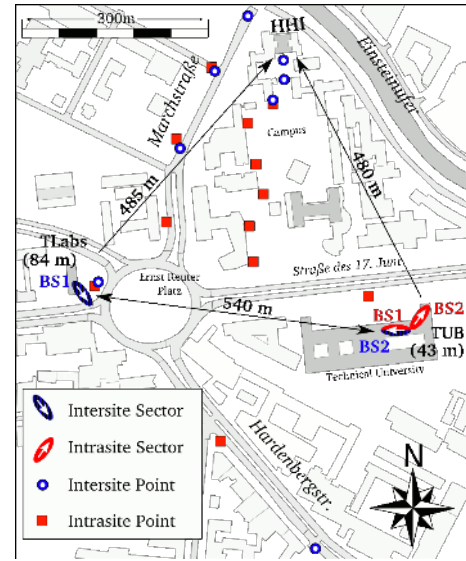 300m
HHI
Einsteinufer
Marchstraße
Campus
485 m
480 m
TLabs
(84 m)
BS1
Ernst Reuter
Platz
Straße des 17. Juni
540 m
BS1
BS2
BS2
TUB
(43 m)
Technical University
Hardenbergstr.
Intersite Sector
Intrasite Sector
Intersite Point
Intrasite Point
N